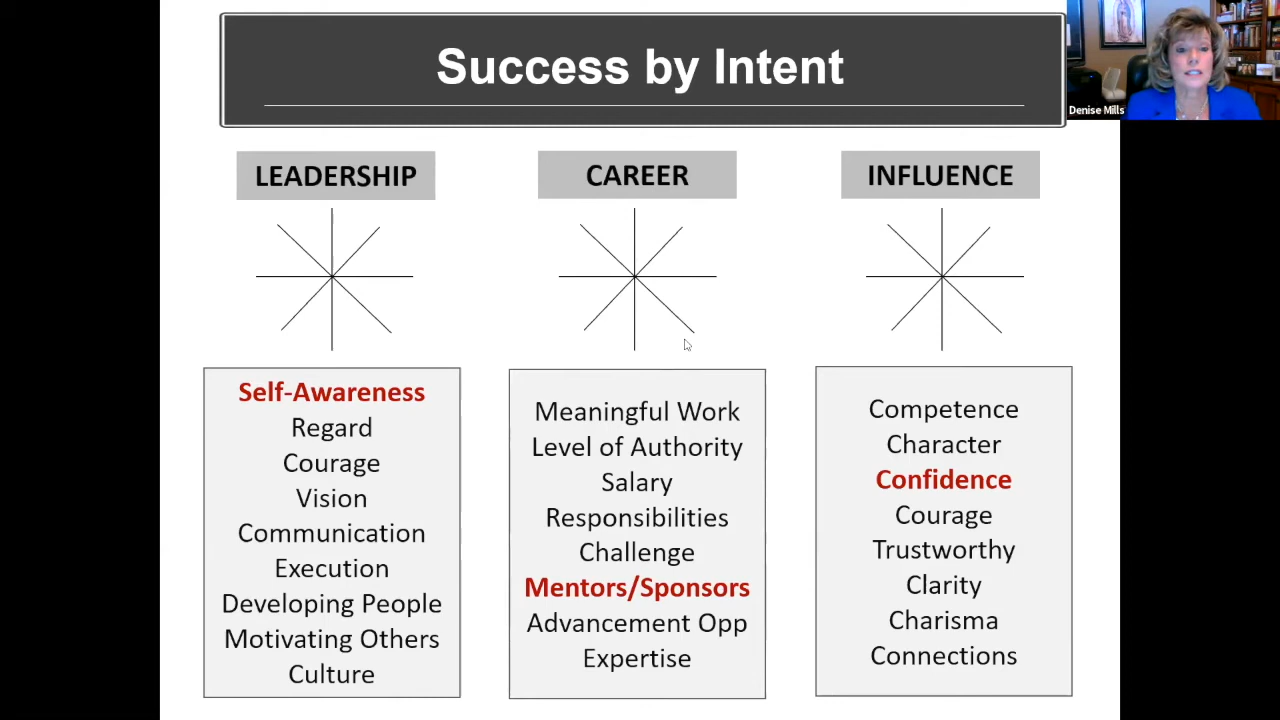 Success by Intent
Denise Mills
LEADERSHIP
CAREER
INFLUENCE
Self-Awareness
Regard
Courage
Vision
Communication
Execution
Developing People
Motivating Others
Culture
Meaningful Work
Level of Authority
Salary
Responsibilities
Challenge
Mentors/Sponsors
Advancement Opp
Expertise
Competence
Character
Confidence
Courage
Trustworthy
Clarity
Charisma
Connections